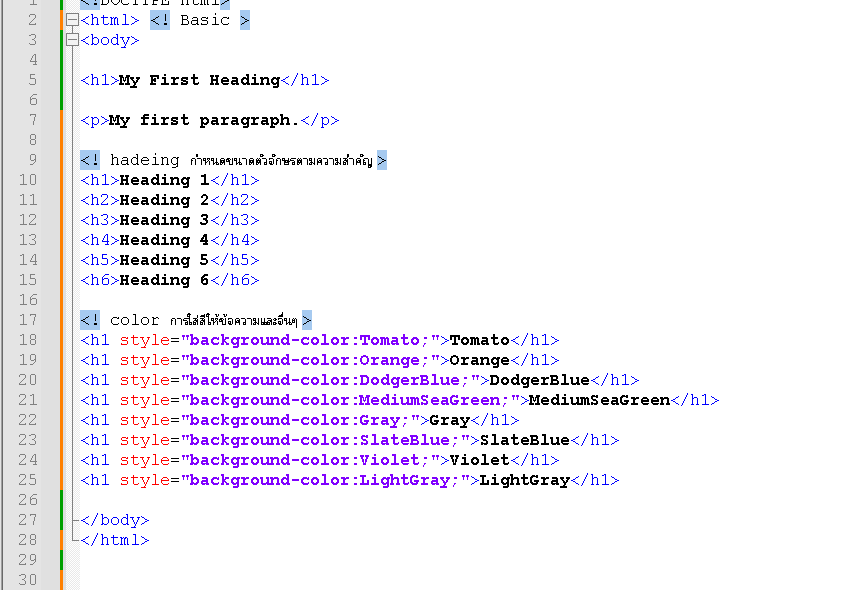 1 <!DOCTYPE html>
2 <html> <! Basic >
3 <body>
4
5 <h1>My First Heading</h1>
6
7 <p>My first paragraph.</p>
8
9 <! hadeing กำหนดขนาดตัวอักษรตามความสำคัญ >
10 <h1>Heading 1</h1>
11 <h2>Heading 2</h2>
12 <h3>Heading 3</h3>
13 <h4>Heading 4</h4>
14 <h5>Heading 5</h5>
15 <h6>Heading 6</h6>
16
17 <! color การใส่สีให้ข้อความและอื่นๆ >
18 <h1 style="background-color:Tomato;">Tomato</h1>
19 <h1 style="background-color:Orange;">Orange</h1>
20 <h1 style="background-color:DodgerBlue;">DodgerBlue</h1>
21 <h1 style="background-color:MediumSeaGreen;">MediumSeaGreen</h1>
22 <h1 style="background-color:Gray;">Gray</h1>
23 <h1 style="background-color:SlateBlue;">SlateBlue</h1>
24 <h1 style="background-color:Violet;">Violet</h1>
25 <h1 style="background-color:LightGray;">LightGray</h1>
26
27 </body>
28 </html>
29
30